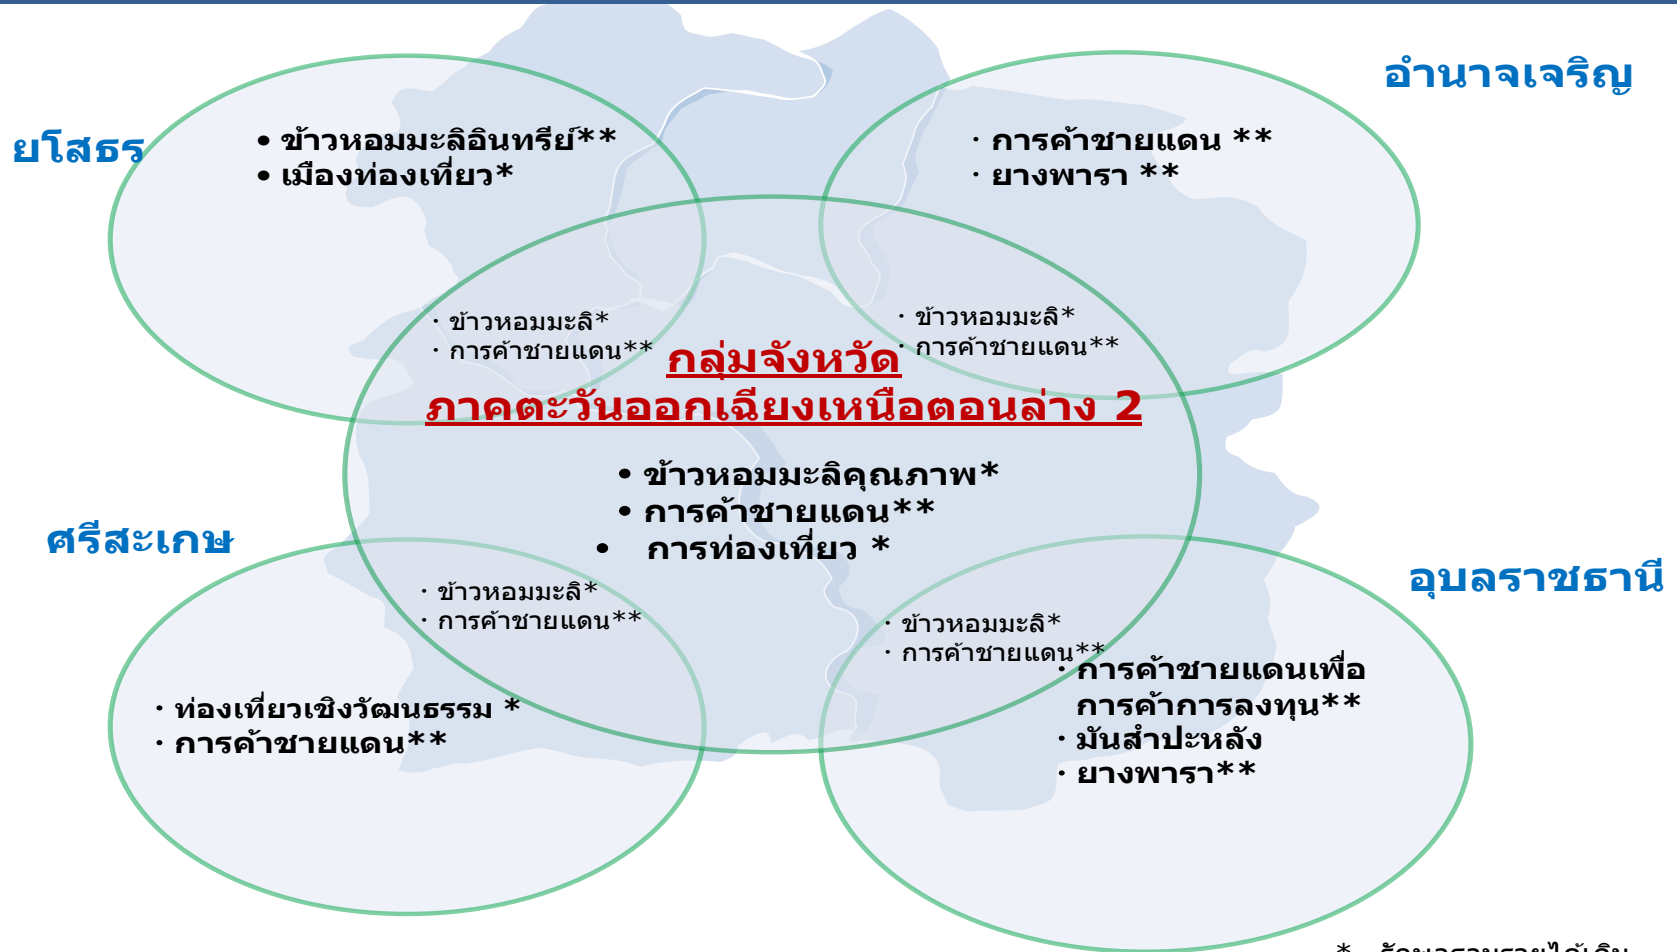 อำนาจเจริญ
ยโสธร
• ข้าวหอมมะลิอินทรีย์**
• เมืองท่องเที่ยว*
· การค้าชายแดน **
· ยางพารา **
· ข้าวหอมมะลิ*
· การค้าชายแดน**
· ข้าวหอมมะลิ*
· การค้าชายแดน**
กลุ่มจังหวัด
ภาคตะวันออกเฉียงเหนือตอนล่าง 2
• ข้าวหอมมะลิคุณภาพ*
• การค้าชายแดน**
• การท่องเที่ยว *
ศรีสะเกษ
อุบลราชธานี
· ข้าวหอมมะลิ*
· การค้าชายแดน**
· ข้าวหอมมะลิ*
· การค้าชายแดน**
· ท่องเที่ยวเชิงวัฒนธรรม *
· การค้าชายแดน**
· การค้าชายแดนเพื่อ
การค้าการลงทุน**
· มันสำปะหลัง
· ยางพารา**